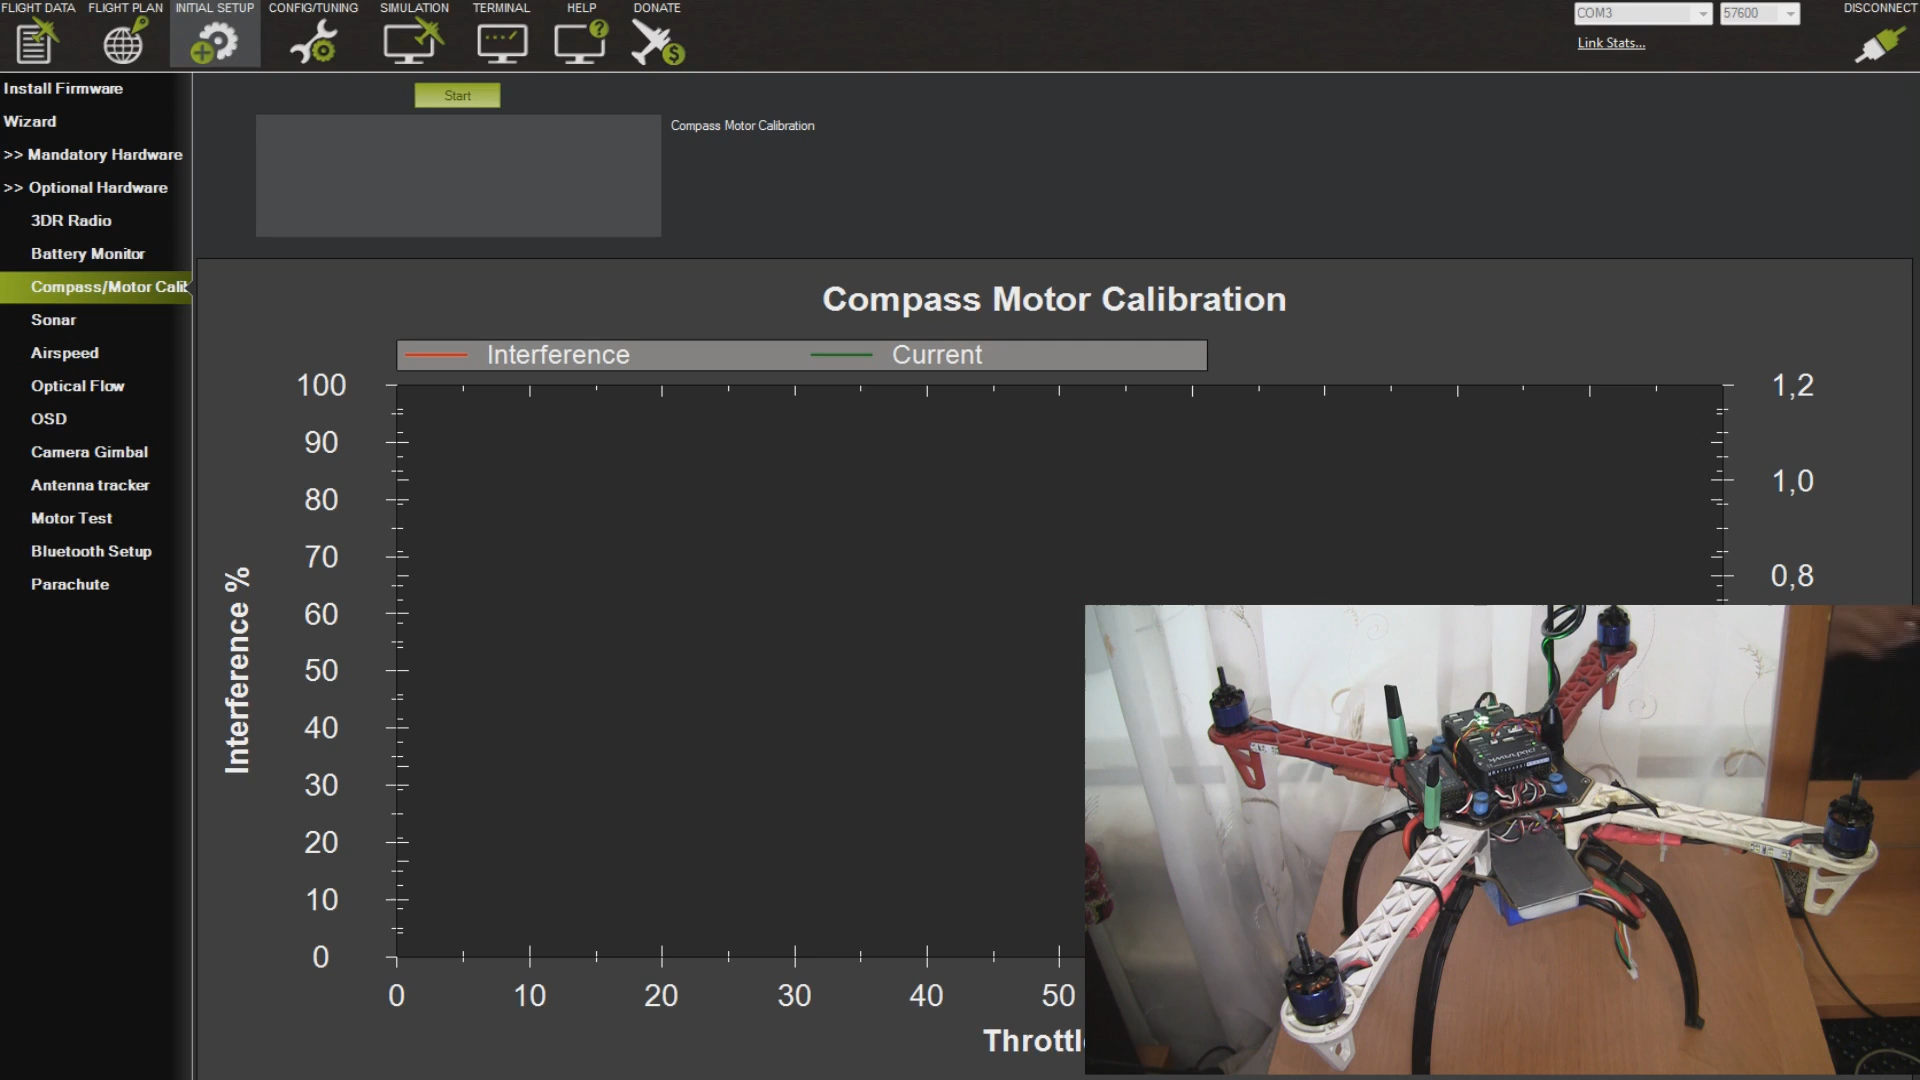 FLIGHT DATA
FLIGHT PLAN
INITIAL SETUP
CONFIG/TUNING
SIMULATION
TERMINAL
HELP
DONATE
COM3
57600
DISCONNECT
Link Stats...
Install Firmware
Wizard
>> Mandatory Hardware
>> Optional Hardware
3DR Radio
Battery Monitor
Compass/Motor Calib
Sonar
Airspeed
Optical Flow
OSD
Camera Gimbal
Antenna tracker
Motor Test
Bluetooth Setup
Parachute
Start
Compass Motor Calibration
Compass Motor Calibration
Interference
Current
100
90
80
70
60
50
40
30
20
10
0
Interference %
1,2
1,0
0,8
0
10
20
30
40
50
Throttl